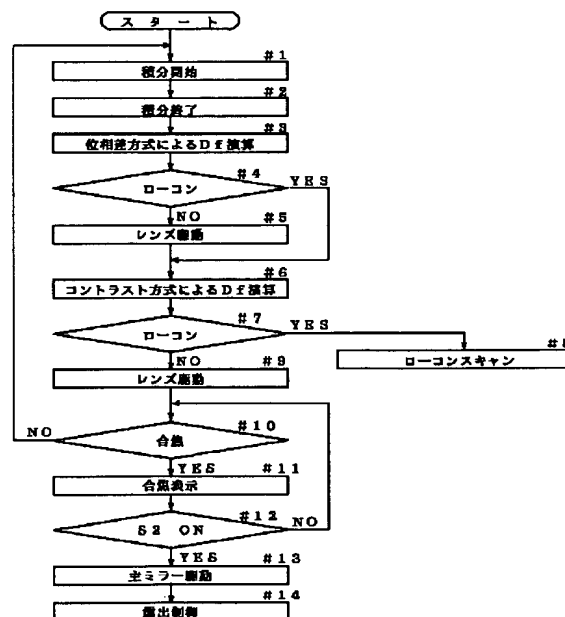 スタート
#1
積分開始
#2
積分終了
#3
位相差方式によるDf演算
#4
ローコン
YES
NO
#5
レンズ駆動
#6
コントラスト方式によるDf演算
#7
ローコン
YES
#8
ローコンスキャン
NO
#9
レンズ駆動
#10
合焦
NO
YES
#11
合焦表示
#12
S2 ON
NO
YES
#13
主ミラー駆動
#14
露出制御